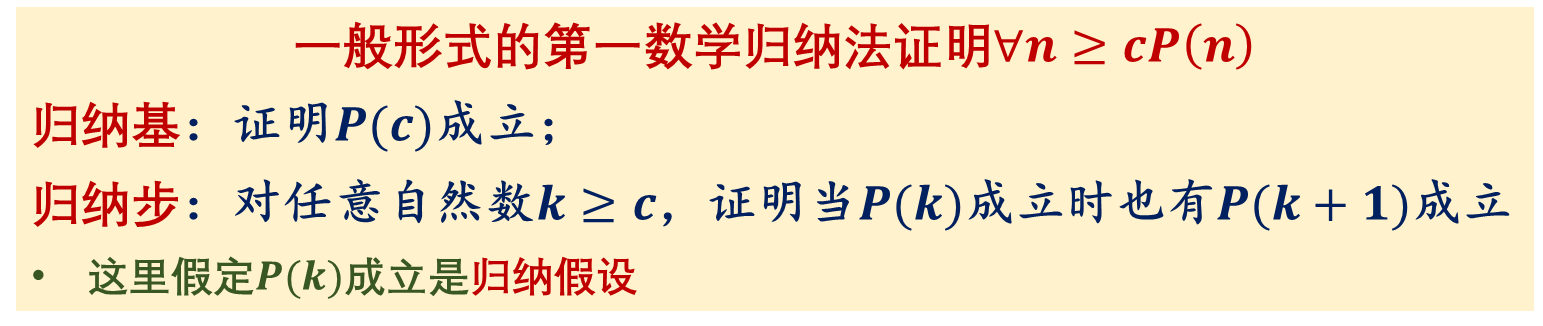 一般形式的第一数学归纳法证明∀n ≥ cP(n)
归纳基：证明P(c)成立；
归纳步：对任意自然数k ≥ c，证明当P(k)成立时也有P(k + 1)成立
• 这里假定P(k)成立是归纳假设